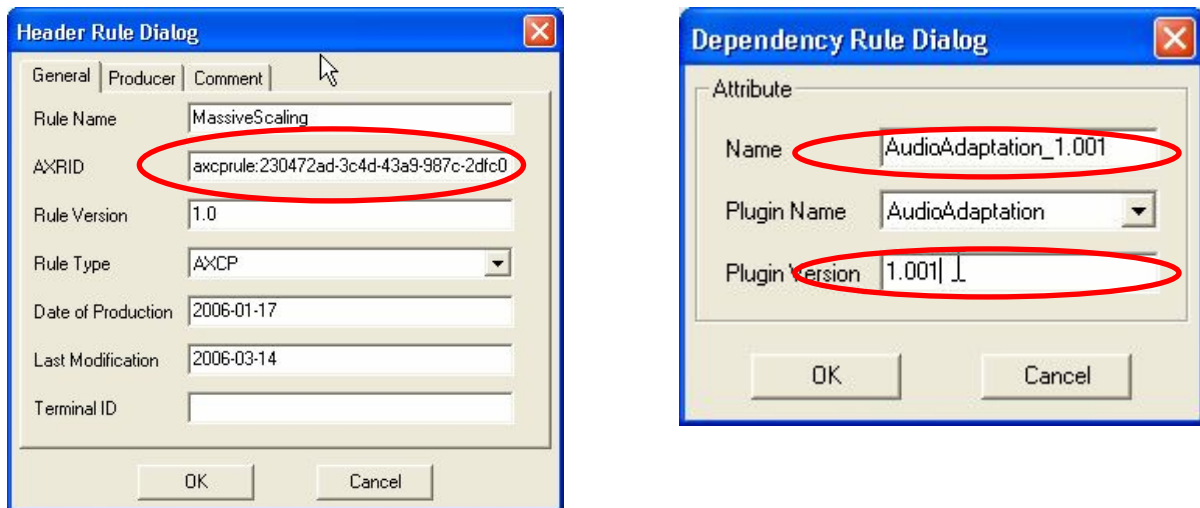 Header Rule Dialog
General Producer Comment
Rule Name MassiveScaling
AXRID axcprule:230472ad-3c4d-43a9-987c-2dfc0
Rule Version 1.0
Rule Type AXCP
Date of Production 2006-01-17
Last Modification 2006-03-14
Terminal ID
OK Cancel
Dependency Rule Dialog
Attribute
Name AudioAdaptation_1.001
Plugin Name AudioAdaptation
Plugin Version 1.001
OK Cancel